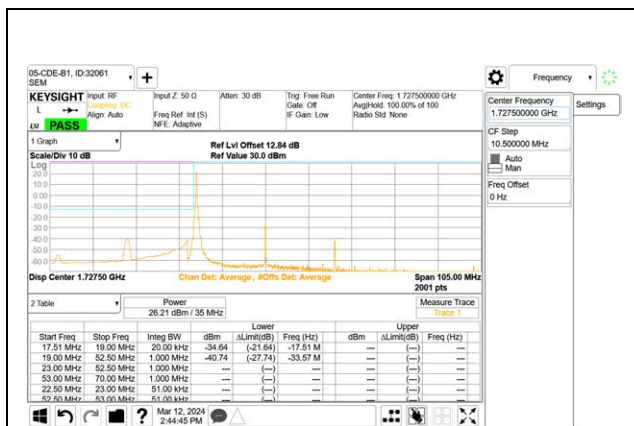 05-CDE-B1, ID:32061
SEM
Frequency
KEYSIGHT
L
LXI
PASS
Input: RF
Coupling: DC
Align: Auto
Input Z: 50 Ω
Freq Ref: Int (S)
NFE: Adaptive
Atten: 30 dB
Trig: Free Run
Gate: Off
IF Gain: Low
Center Freq: 1.727500000 GHz
Avg|Hold: 100.00% of 100
Radio Std: None
Center Frequency
1.727500000 GHz
Settings
CF Step
10.500000 MHz
Auto
Man
Freq Offset
0 Hz
1 Graph
Scale/Div 10 dB
Ref Lvl Offset 12.84 dB
Ref Value 30.0 dBm
Log
20.0
10.0
0.00
-10.0
-20.0
-30.0
-40.0
-50.0
-60.0
Disp Center 1.72750 GHz
Chan Det: Average , #Offs Det: Average
Span 105.00 MHz
2001 pts
2 Table
Power
26.21 dBm / 35 MHz
Measure Trace
Trace 1
Lower Upper
Start Freq Stop Freq Integ BW dBm ΔLimit(dB) Freq (Hz) dBm ΔLimit(dB) Freq (Hz)
17.51 MHz 19.00 MHz 20.00 kHz -34.64 (-21.64) -17.51 M --- (---) ---
19.00 MHz 52.50 MHz 1.000 MHz -40.74 (-27.74) -33.57 M --- (---) ---
23.00 MHz 52.50 MHz 1.000 MHz --- (---) --- --- (---) ---
53.00 MHz 70.00 MHz 1.000 MHz --- (---) --- --- (---) ---
22.50 MHz 23.00 MHz 51.00 kHz --- (---) --- --- (---) ---
52.50 MHz 53.00 MHz 51.00 kHz --- (---) --- --- (---) ---
?
Mar 12, 2024
2:44:45 PM